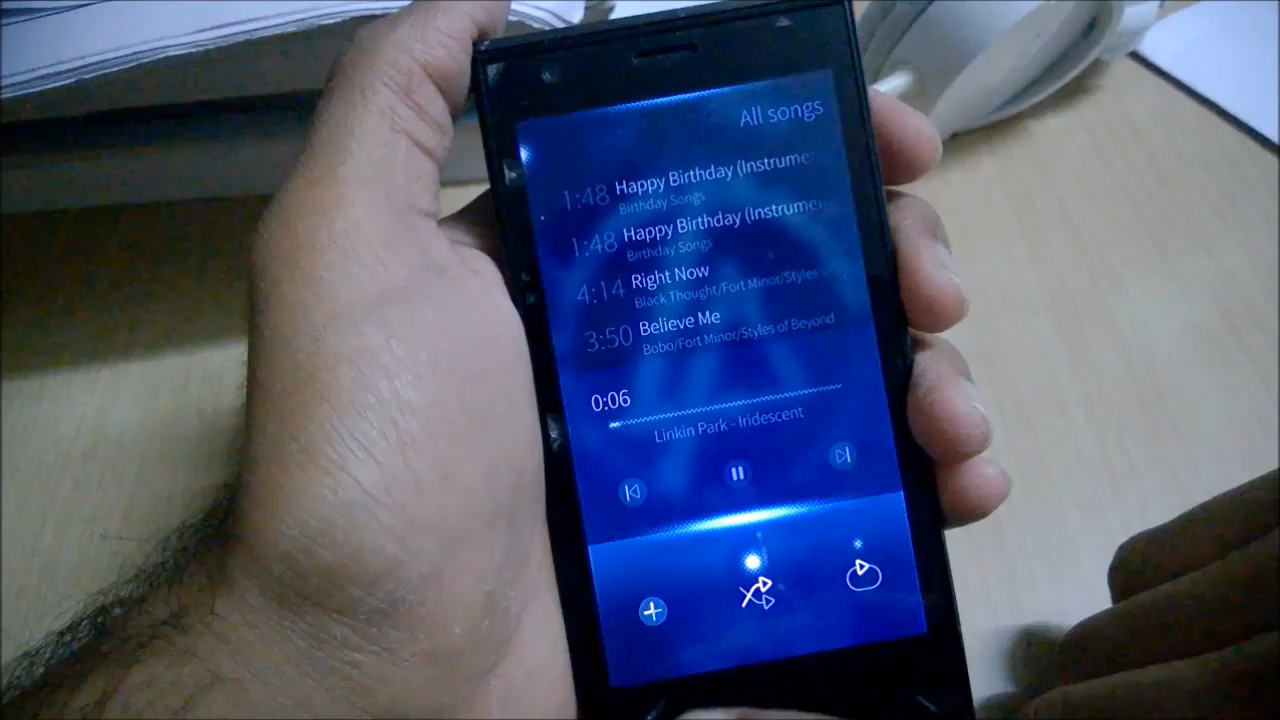 All songs
1:48 Happy Birthday (Instrume
Birthday Songs
1:48 Happy Birthday (Instrume
Birthday Songs
4:14 Right Now
Black Thought/Fort Minor/Styles
3:50 Believe Me
Bobo/Fort Minor/Styles of Beyond
0:06
Linkin Park - Iridescent